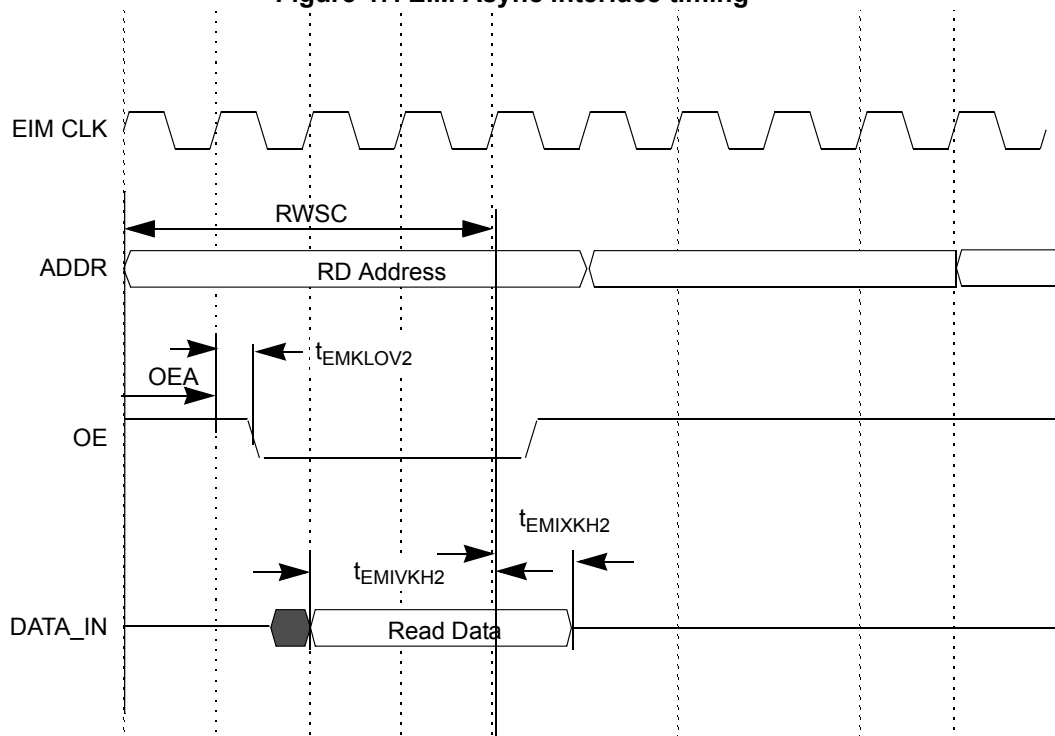 Figure 17. EIM Async interface timing
EIM CLK
RWSC
ADDR
RD Address
tEMKLOV2
OEA
OE
tEMIXKH2
tEMIVKH2
DATA_IN
Read Data